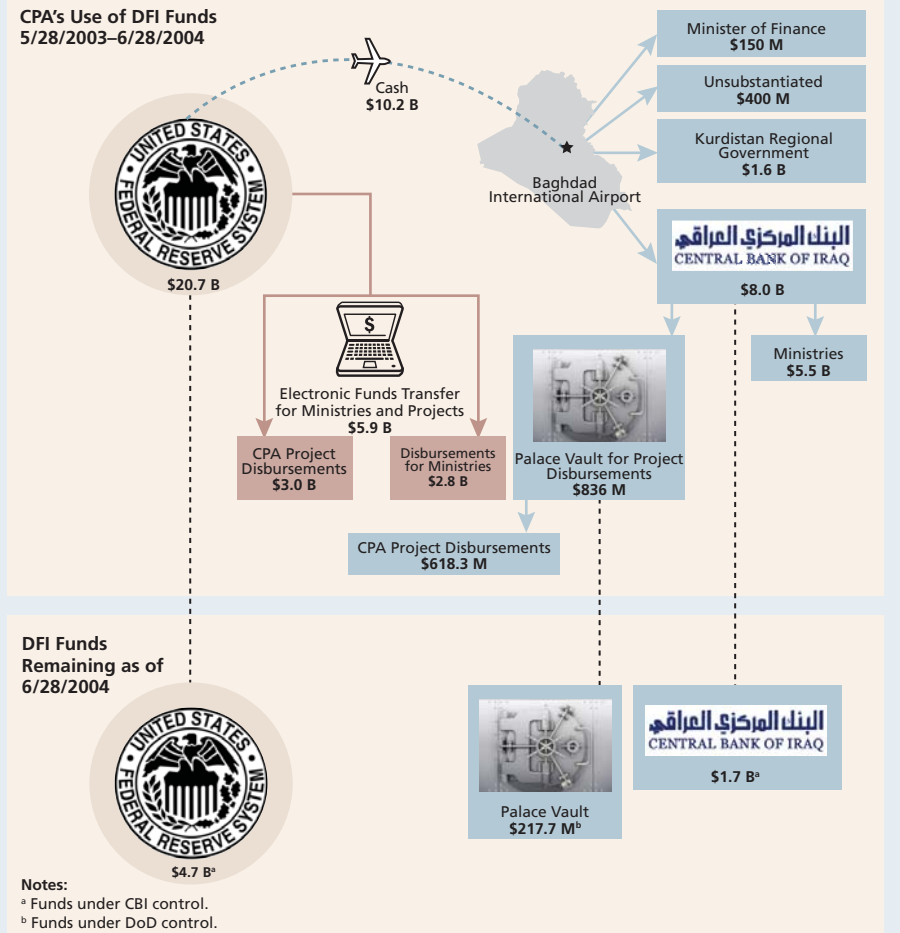 CPA's Use of DFI Funds
5/28/2003–6/28/2004
Cash
$10.2 B
UNITED STATES
FEDERAL RESERVE SYSTEM
$20.7 B
Baghdad
International Airport
Minister of Finance
$150 M
Unsubstantiated
$400 M
Kurdistan Regional
Government
$1.6 B
البنك المركزي العراقي
CENTRAL BANK OF IRAQ
$8.0 B
$
Electronic Funds Transfer
for Ministries and Projects
$5.9 B
CPA Project
Disbursements
$3.0 B
Disbursements
for Ministries
$2.8 B
Palace Vault for Project
Disbursements
$836 M
Ministries
$5.5 B
CPA Project Disbursements
$618.3 M
DFI Funds
Remaining as of
6/28/2004
UNITED STATES
FEDERAL RESERVE SYSTEM
$4.7 Bᵃ
Palace Vault
$217.7 Mᵇ
البنك المركزي العراقي
CENTRAL BANK OF IRAQ
$1.7 Bᵃ
Notes:
ᵃ Funds under CBI control.
ᵇ Funds under DoD control.